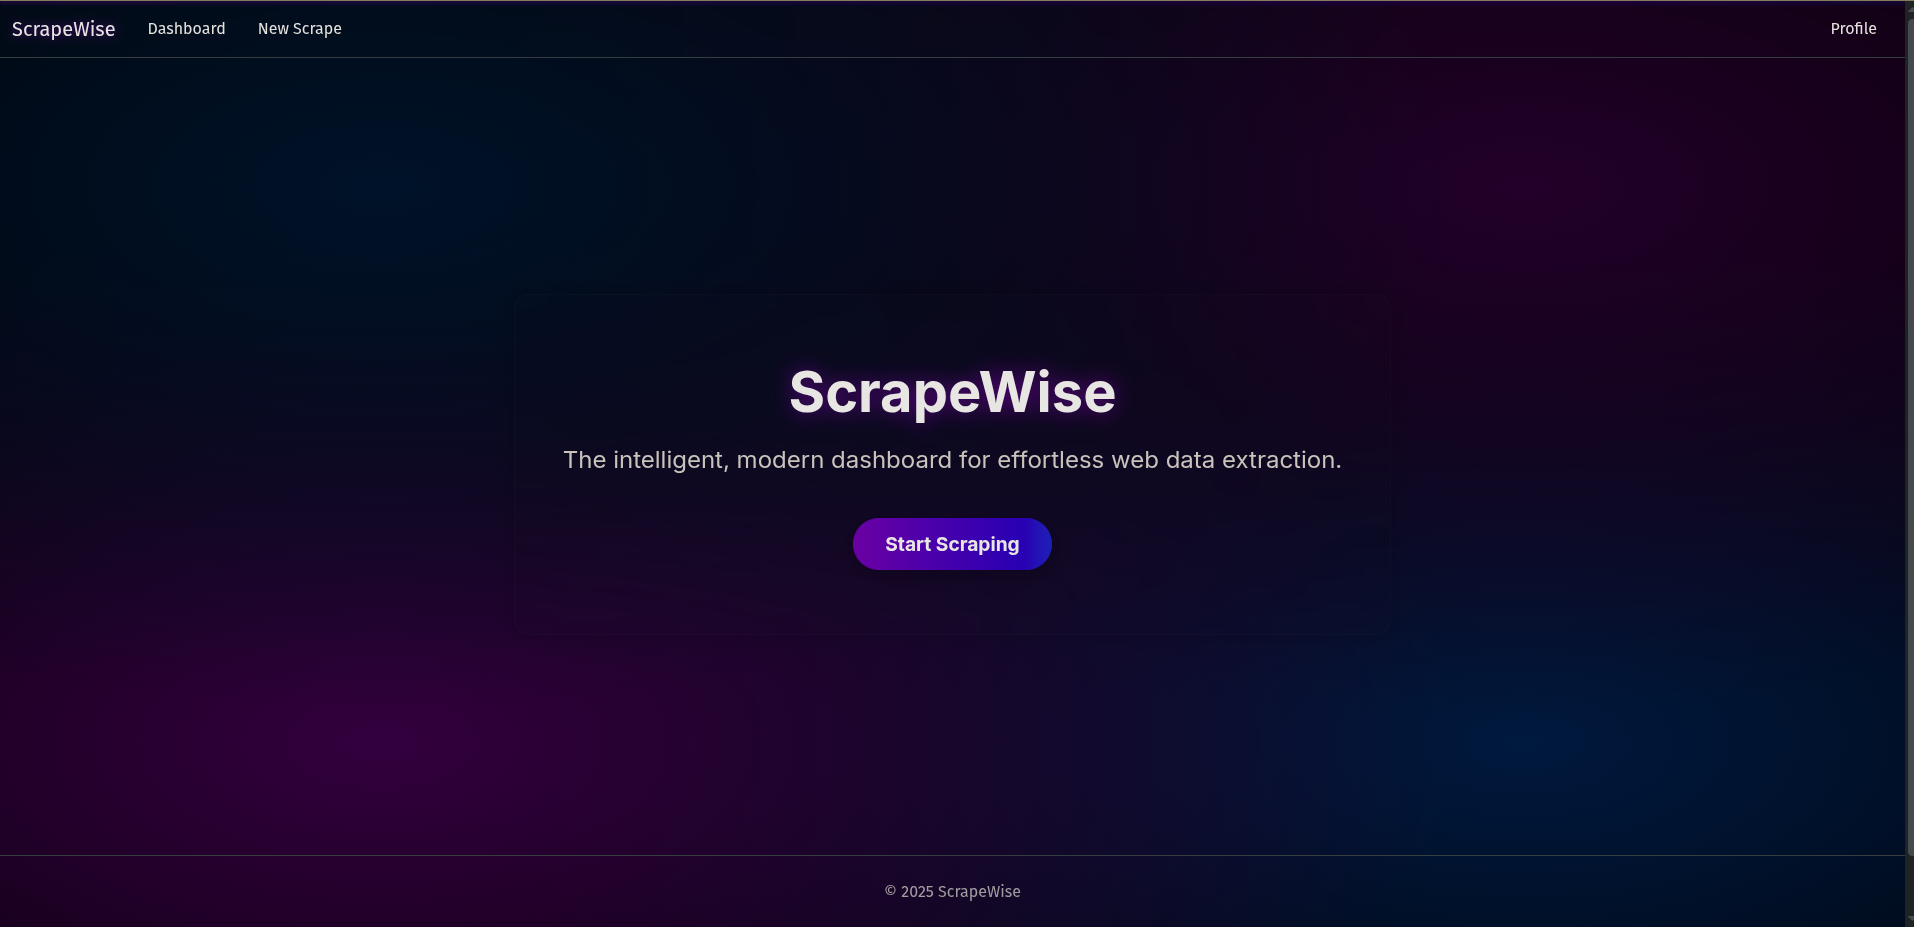 ScrapeWise Dashboard New Scrape Profile
ScrapeWise
The intelligent, modern dashboard for effortless web data extraction.
Start Scraping
© 2025 ScrapeWise